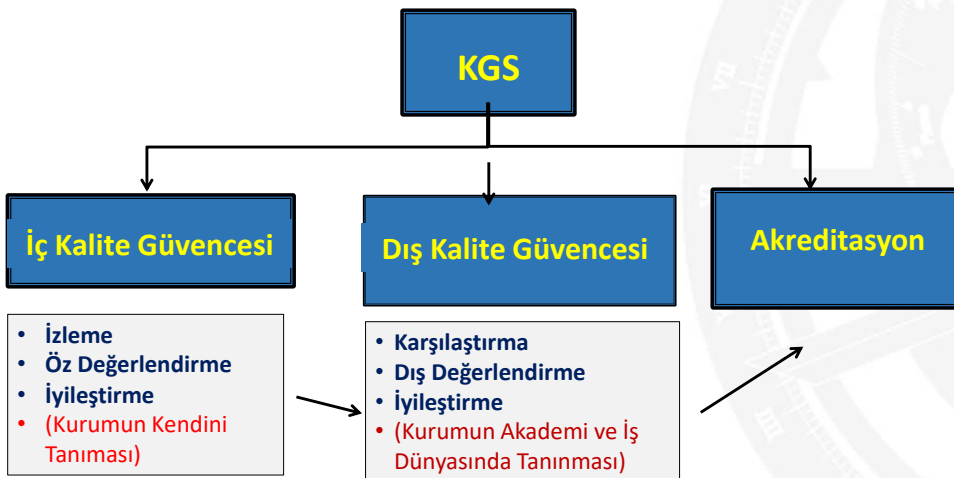 KGS
İç Kalite Güvencesi
Dış Kalite Güvencesi
Akreditasyon
• İzleme
• Öz Değerlendirme
• İyileştirme
• (Kurumun Kendini
Tanıması)
• Karşılaştırma
• Dış Değerlendirme
• İyileştirme
• (Kurumun Akademi ve İş
Dünyasında Tanınması)